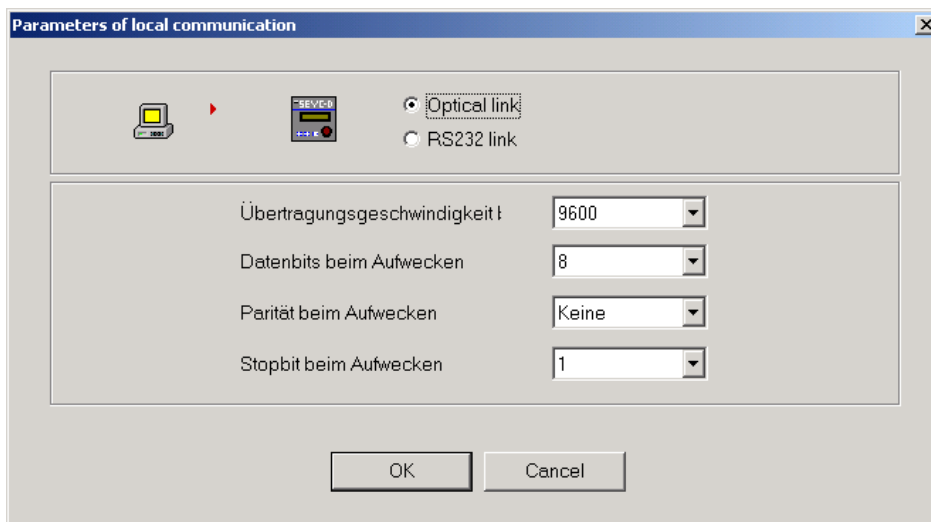 Parameters of local communication
SEVC-D
Optical link
RS232 link
Übertragungsgeschwindigkeit
9600
Datenbits beim Aufwecken
8
Parität beim Aufwecken
Keine
Stopbit beim Aufwecken
1
OK
Cancel